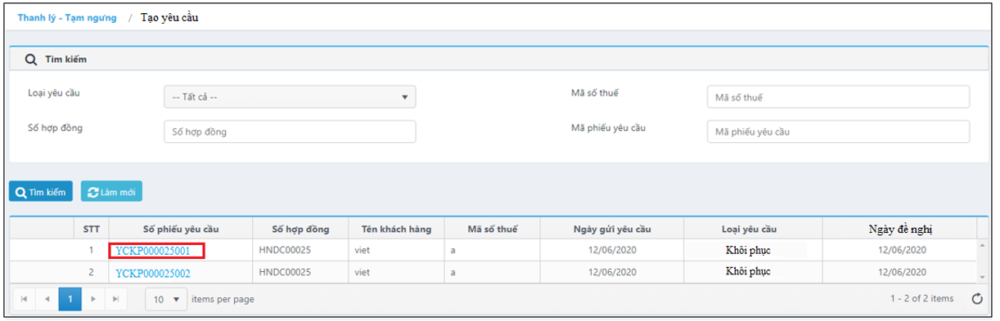 Thanh lý - Tạm ngưng / Tạo yêu cầu
Tìm kiếm
Loại yêu cầu -- Tất cả -- Mã số thuế Mã số thuế
Số hợp đồng Số hợp đồng Mã phiếu yêu cầu Mã phiếu yêu cầu
Tìm kiếm Làm mới
STT Số phiếu yêu cầu Số hợp đồng Tên khách hàng Mã số thuế Ngày gửi yêu cầu Loại yêu cầu Ngày đề nghị
1 YCKP000025001 HNDC00025 viet a 12/06/2020 Khôi phục 12/06/2020
2 YCKP000025002 HNDC00025 viet a 12/06/2020 Khôi phục 12/06/2020
1 10 items per page 1 - 2 of 2 items